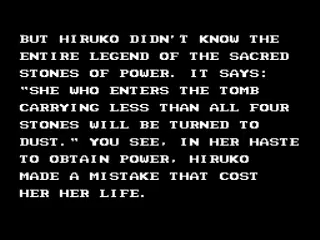 BUT HIRUKO DIDN'T KNOW THE
ENTIRE LEGEND OF THE SACRED
STONES OF POWER. IT SAYS:
"SHE WHO ENTERS THE TOMB
CARRYING LESS THAN ALL FOUR
STONES WILL BE TURNED TO
DUST." YOU SEE, IN HER HASTE
TO OBTAIN POWER, HIRUKO
MADE A MISTAKE THAT COST
HER HER LIFE.